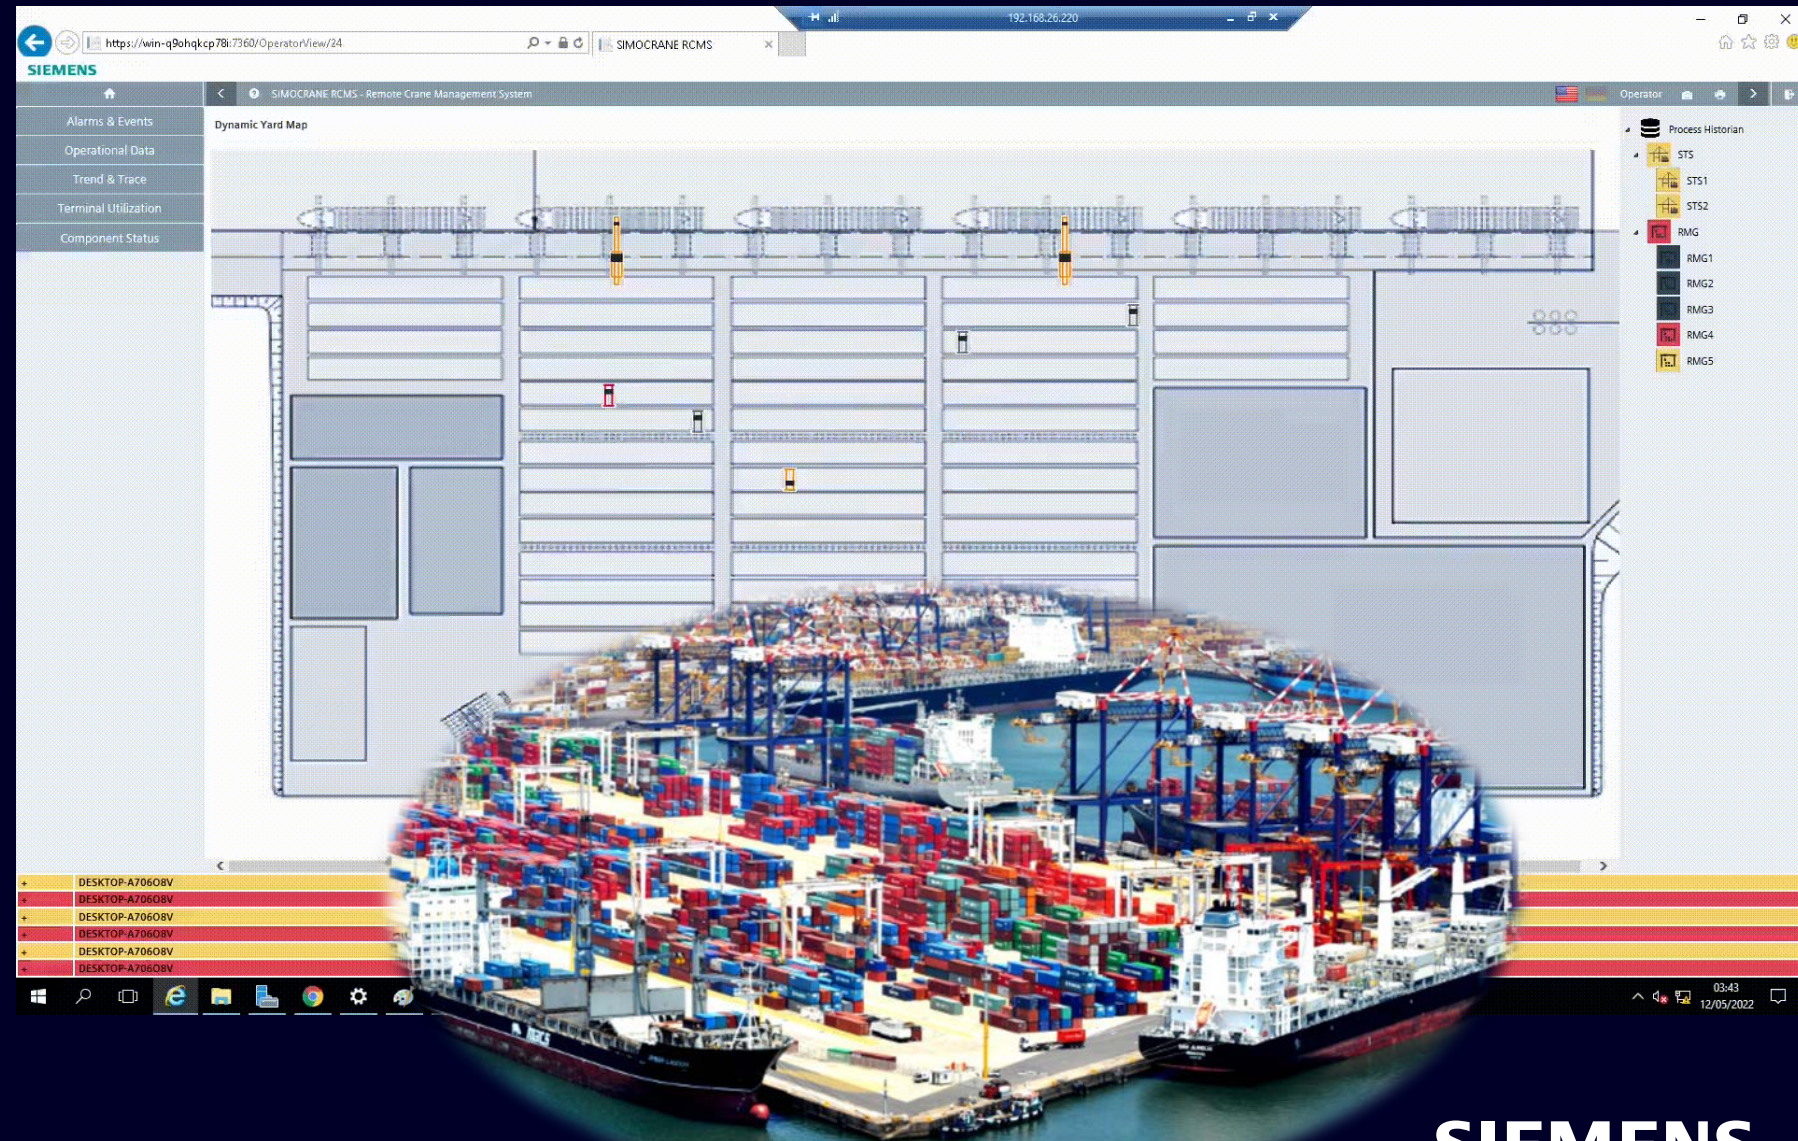 192.168.26.220
https://win-q9ohqkcp78i:7360/OperatorView/24
SIMOCRANE RCMS
SIEMENS
SIMOCRANE RCMS - Remote Crane Management System
Operator
Alarms & Events
Operational Data
Trend & Trace
Terminal Utilization
Component Status
Dynamic Yard Map
Process Historian
STS
STS1
STS2
RMG
RMG1
RMG2
RMG3
RMG4
RMG5
+ DESKTOP-A706O8V
+ DESKTOP-A706O8V
+ DESKTOP-A706O8V
+ DESKTOP-A706O8V
+ DESKTOP-A706O8V
+ DESKTOP-A706O8V
03:43
12/05/2022
SIEMENS